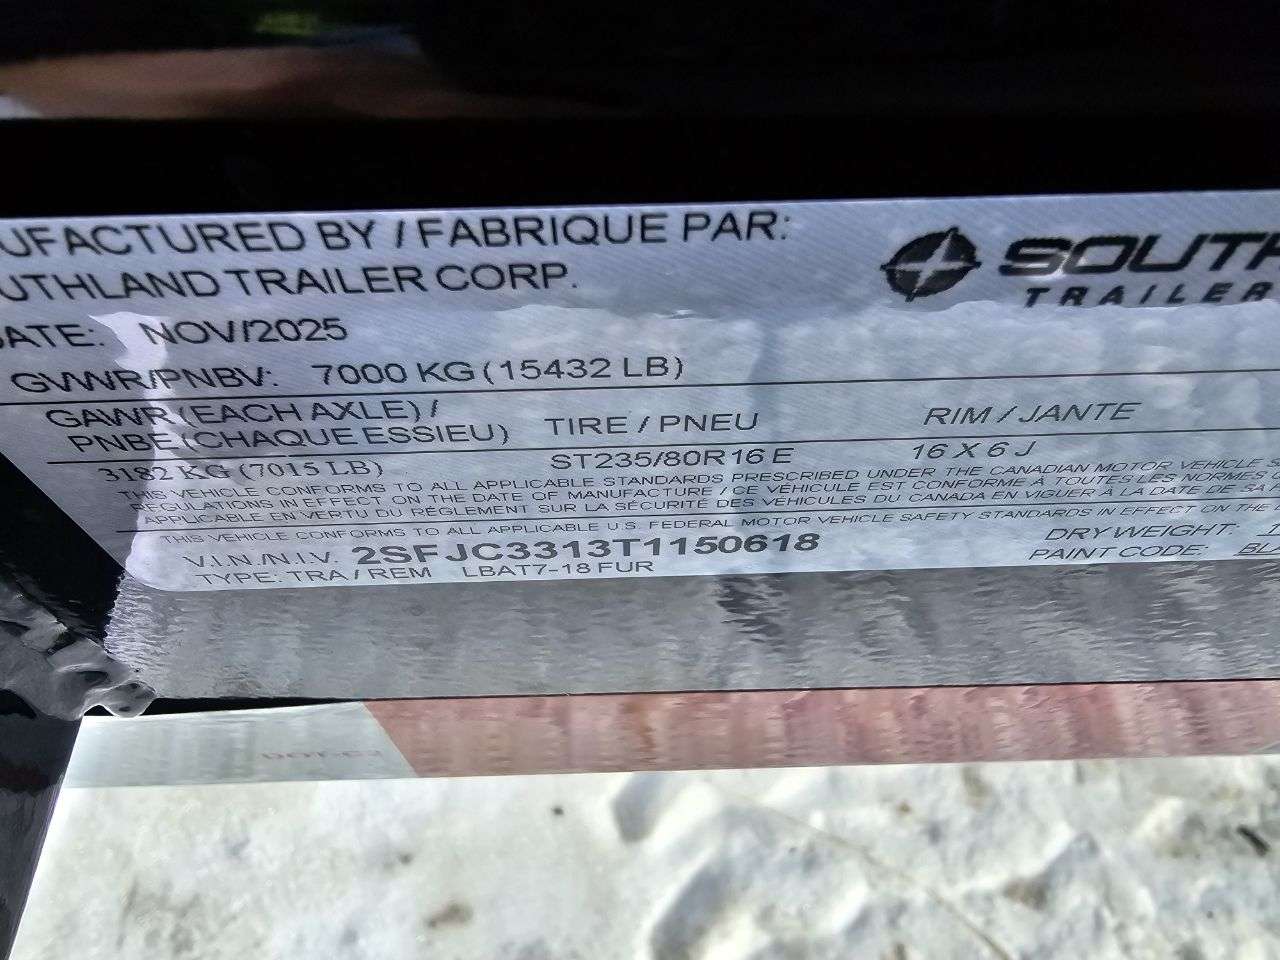 UFACTURED BY / FABRIQUE PAR:
UTHLAND TRAILER CORP.
SOUTH
TRAILER
DATE: NOV/2025
GVWR/PNBV: 7000 KG (15432 LB)
GAWR (EACH AXLE) /
PNBE (CHAQUE ESSIEU) TIRE / PNEU RIM / JANTE
3182 KG (7015 LB) ST235/80R16 E 16 X 6 J
THIS VEHICLE CONFORMS TO ALL APPLICABLE STANDARDS PRESCRIBED UNDER THE CANADIAN MOTOR VEHICLE S
REGULATIONS IN EFFECT ON THE DATE OF MANUFACTURE / CE VÉHICULE EST CONFORME À TOUTES LES NORMES
APPLICABLE EN VERTU DU RÈGLEMENT SUR LA SÉCURITÉ DES VÉHICULES DU CANADA EN VIGUER À LA DATE DE SA
THIS VEHICLE CONFORMS TO ALL APPLICABLE U.S. FEDERAL MOTOR VEHICLE SAFETY STANDARDS IN EFFECT ON THE
V.I.N./N.I.V. 2SFJC3313T1150618 DRY WEIGHT:
TYPE: TRA / REM LBAT7-18 FUR PAINT CODE: BL
DOT-C2